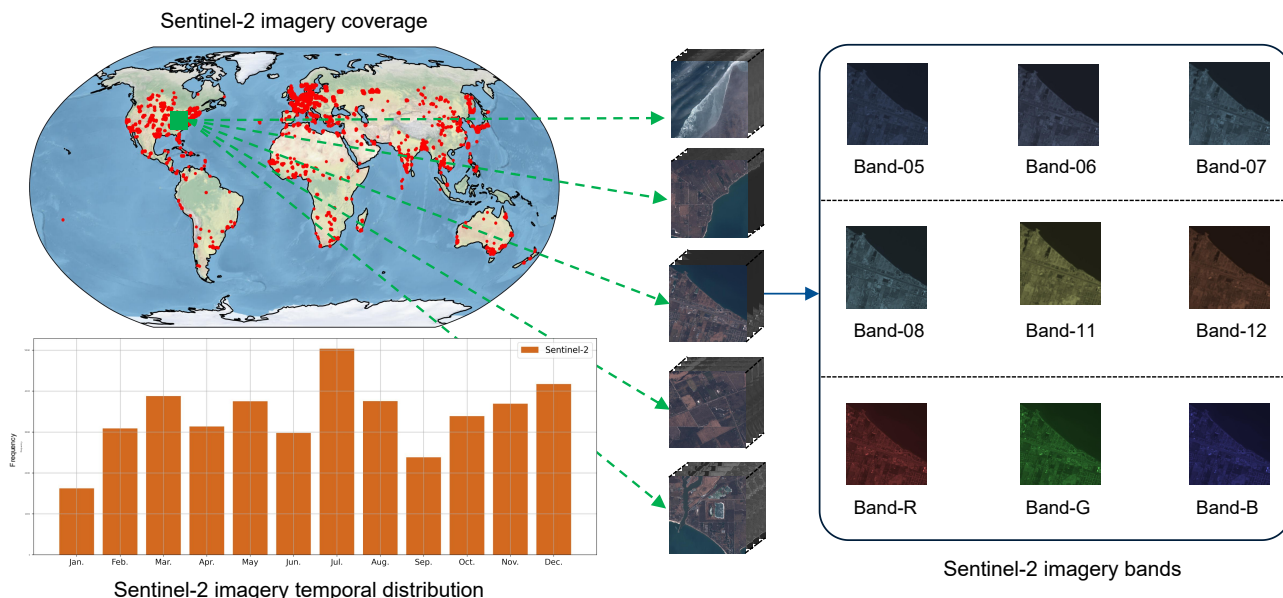 Sentinel-2 imagery coverage
Band-05
Band-06
Band-07
Band-08
Band-11
Band-12
Band-R
Band-G
Band-B
Sentinel-2 imagery bands
Sentinel-2
Frequency
Jan.
Feb.
Mar.
Apr.
May
Jun.
Jul.
Aug.
Sep.
Oct.
Nov.
Dec.
Sentinel-2 imagery temporal distribution